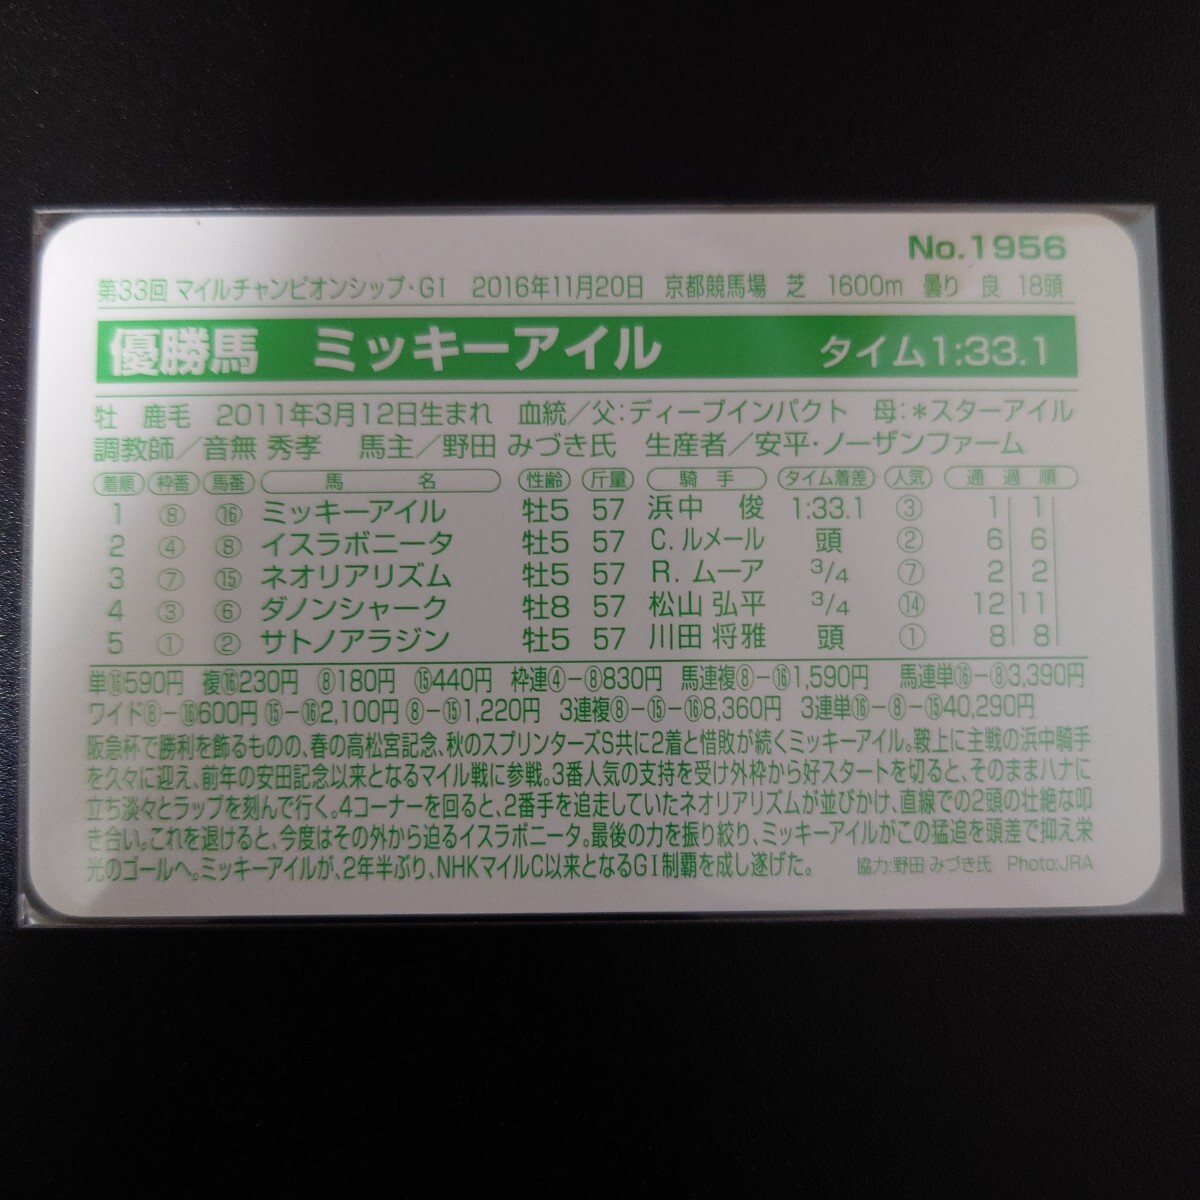 No.1956
第33回 マイルチャンピオンシップ・GⅠ 2016年11月20日 京都競馬場 芝 1600m 曇り 良 18頭
優勝馬 ミッキーアイル タイム1:33.1
牡 鹿毛 2011年3月12日生まれ 血統／父:ディープインパクト 母:＊スターアイル
調教師／音無 秀孝 馬主／野田 みづき氏 生産者／安平・ノーザンファーム
着順 枠番 馬番 馬名 性齢 斤量 騎手 タイム着差 人気 通過順
1 ⑧ ⑯ ミッキーアイル 牡5 57 浜中 俊 1:33.1 ③ 1 1
2 ④ ⑧ イスラボニータ 牡5 57 C.ルメール 頭 ② 6 6
3 ⑦ ⑮ ネオリアリズム 牡5 57 R.ムーア 3/4 ⑦ 2 2
4 ③ ⑥ ダノンシャーク 牡8 57 松山 弘平 3/4 ⑭ 12 11
5 ① ② サトノアラジン 牡5 57 川田 将雅 頭 ① 8 8
単⑯590円 複⑯230円 ⑧180円 ⑮440円 枠連④－⑧830円 馬連複⑧－⑯1,590円 馬連単⑯－⑧3,390円
ワイド⑧－⑯600円 ⑮－⑯2,100円 ⑧－⑮1,220円 3連複⑧－⑮－⑯8,360円 3連単⑯－⑧－⑮40,290円
阪急杯で勝利を飾るものの、春の高松宮記念、秋のスプリンターズS共に2着と惜敗が続くミッキーアイル。鞍上に主戦の浜中騎手
を久々に迎え、前年の安田記念以来となるマイル戦に参戦。3番人気の支持を受け外枠から好スタートを切ると、そのままハナに
立ち淡々とラップを刻んで行く。4コーナーを回ると、2番手を追走していたネオリアリズムが並びかけ、直線での2頭の壮絶な叩
き合い。これを退けると、今度はその外から迫るイスラボニータ。最後の力を振り絞り、ミッキーアイルがこの猛追を頭差で抑え栄
光のゴールへ。ミッキーアイルが、2年半ぶり、NHKマイルC以来となるGⅠ制覇を成し遂げた。 協力:野田 みづき氏 Photo:JRA